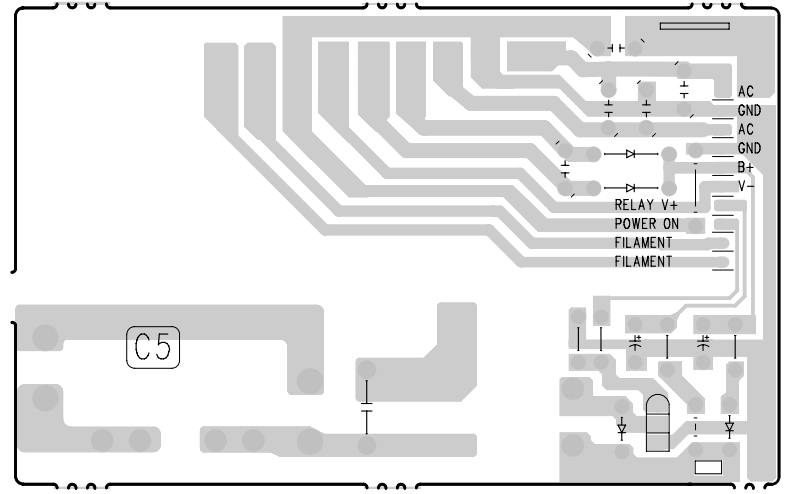 AC
GND
AC
GND
B+
V-
RELAY V+
POWER ON
FILAMENT
FILAMENT
C5